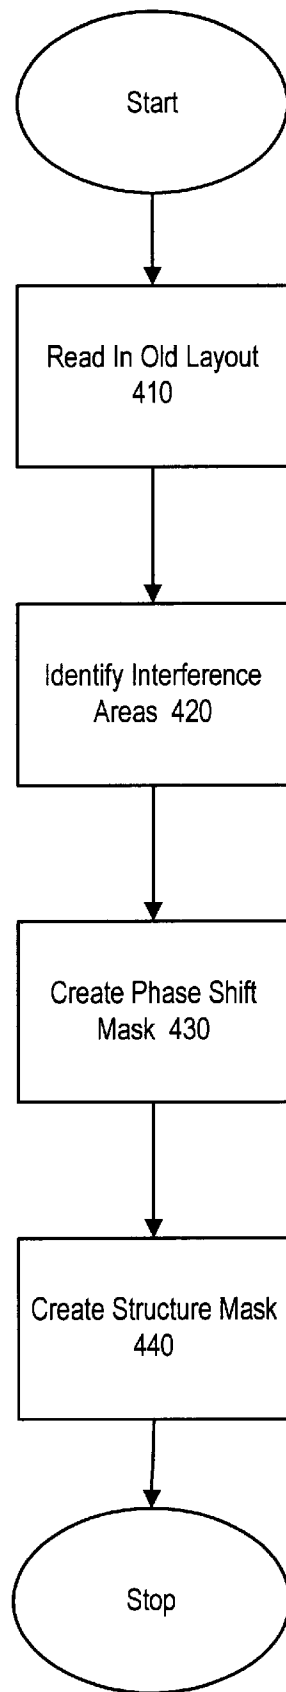 Start
Read In Old Layout
410
Identify Interference
Areas 420
Create Phase Shift
Mask 430
Create Structure Mask
440
Stop